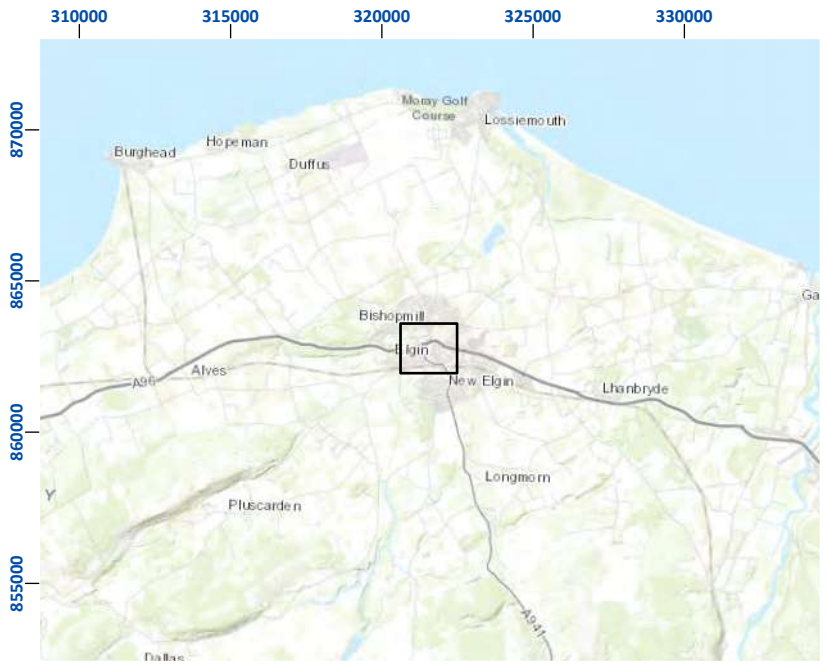 310000
315000
320000
325000
330000
870000
865000
860000
855000
Moray Golf
Course
Lossiemouth
Hopeman
Burghead
Duffus
Ga
Bishopmill
Elgin
Alves
A96
New Elgin
Lhanbryde
Longmorn
Y
Pluscarden
A941
Dallas